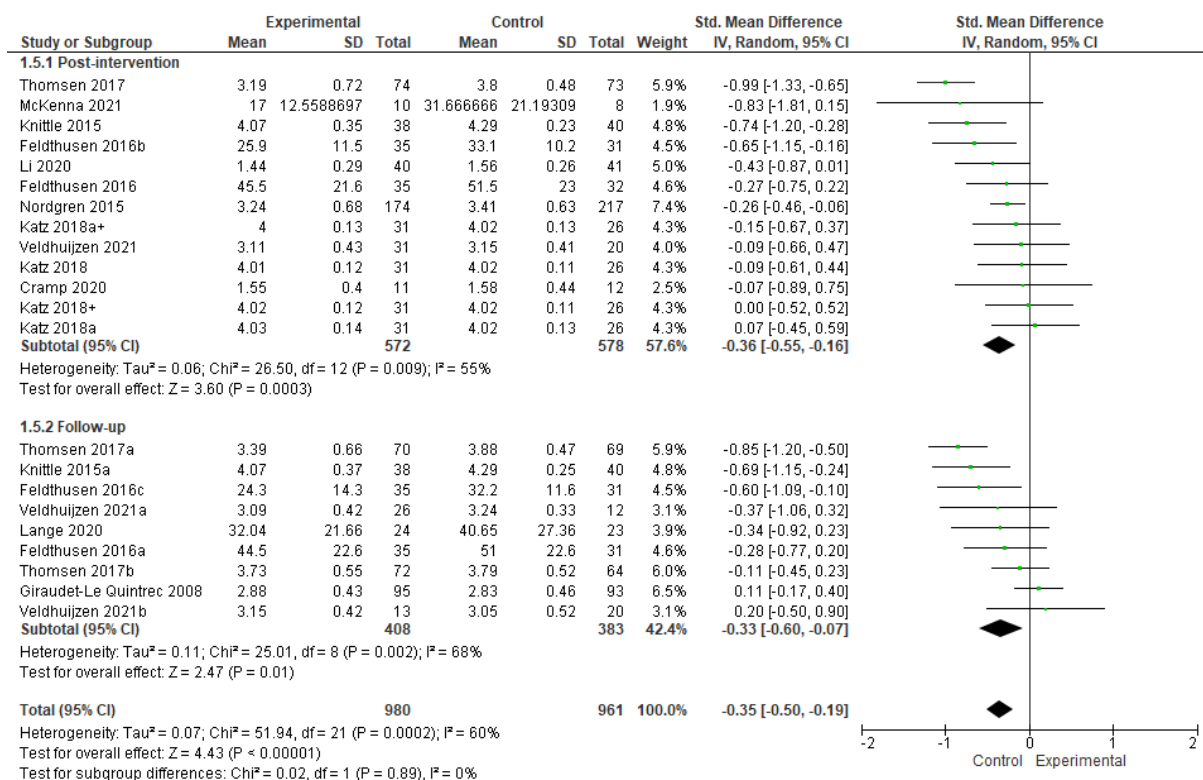 Experimental Control Std. Mean Difference Std. Mean Difference
Study or Subgroup Mean SD Total Mean SD Total Weight IV, Random, 95% CI IV, Random, 95% CI
1.5.1 Post-intervention
Thomsen 2017 3.19 0.72 74 3.8 0.48 73 5.9% -0.99 [-1.33, -0.65]
McKenna 2021 17 12.5588697 10 31.666666 21.19309 8 1.9% -0.83 [-1.81, 0.15]
Knittle 2015 4.07 0.35 38 4.29 0.23 40 4.8% -0.74 [-1.20, -0.28]
Feldthusen 2016b 25.9 11.5 35 33.1 10.2 31 4.6% -0.65 [-1.15, -0.16]
Li 2020 1.44 0.29 40 1.56 0.26 41 5.0% -0.43 [-0.87, 0.01]
Feldthusen 2016 45.5 21.6 35 51.5 23 32 4.6% -0.27 [-0.75, 0.22]
Nordgren 2015 3.24 0.68 174 3.41 0.63 217 7.4% -0.26 [-0.46, -0.06]
Katz 2018a+ 4 0.13 31 4.02 0.13 26 4.3% -0.15 [-0.67, 0.37]
Veldhuijzen 2021 3.11 0.43 31 3.15 0.41 20 4.0% -0.09 [-0.66, 0.47]
Katz 2018 4.01 0.12 31 4.02 0.11 26 4.3% -0.09 [-0.61, 0.44]
Cramp 2020 1.55 0.4 11 1.58 0.44 12 2.5% -0.07 [-0.89, 0.75]
Katz 2018+ 4.02 0.12 31 4.02 0.11 26 4.3% 0.00 [-0.52, 0.52]
Katz 2018a 4.03 0.14 31 4.02 0.13 26 4.3% 0.07 [-0.45, 0.59]
Subtotal (95% CI) 572 578 57.6% -0.36 [-0.55, -0.16]
Heterogeneity: Tau² = 0.06; Chi² = 26.50, df = 12 (P = 0.009); I² = 55%
Test for overall effect: Z = 3.60 (P = 0.0003)
1.5.2 Follow-up
Thomsen 2017a 3.39 0.66 70 3.88 0.47 69 5.9% -0.85 [-1.20, -0.50]
Knittle 2015a 4.07 0.37 38 4.29 0.25 40 4.8% -0.69 [-1.15, -0.24]
Feldthusen 2016c 24.3 14.3 35 32.2 11.6 31 4.5% -0.60 [-1.09, -0.10]
Veldhuijzen 2021a 3.09 0.42 26 3.24 0.33 12 3.1% -0.37 [-1.06, 0.32]
Lange 2020 32.04 21.66 24 40.65 27.36 23 3.9% -0.34 [-0.92, 0.23]
Feldthusen 2016a 44.5 22.6 35 51 22.6 31 4.6% -0.28 [-0.77, 0.20]
Thomsen 2017b 3.73 0.55 72 3.79 0.52 64 6.0% -0.11 [-0.45, 0.23]
Giraudet-Le Quintrec 2008 2.88 0.43 95 2.83 0.46 93 6.5% 0.11 [-0.17, 0.40]
Veldhuijzen 2021b 3.15 0.42 13 3.05 0.52 20 3.1% 0.20 [-0.50, 0.90]
Subtotal (95% CI) 408 383 42.4% -0.33 [-0.60, -0.07]
Heterogeneity: Tau² = 0.11; Chi² = 25.01, df = 8 (P = 0.002); I² = 68%
Test for overall effect: Z = 2.47 (P = 0.01)
Total (95% CI) 980 961 100.0% -0.35 [-0.50, -0.19]
Heterogeneity: Tau² = 0.07; Chi² = 51.94, df = 21 (P = 0.0002); I² = 60%
Test for overall effect: Z = 4.43 (P < 0.00001)
Test for subgroup differences: Chi² = 0.02, df = 1 (P = 0.89), I² = 0%
-2 -1 0 1 2
Control Experimental